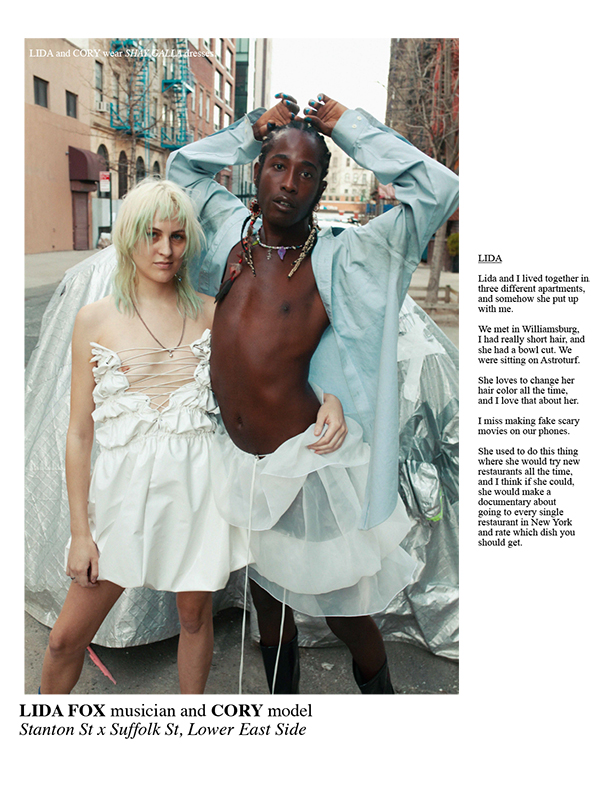 LIDA and CORY wear SHAY GALLA dresses
LIDA
Lida and I lived together in
three different apartments,
and somehow she put up
with me.
We met in Williamsburg,
I had really short hair, and
she had a bowl cut. We
were sitting on Astroturf.
She loves to change her
hair color all the time,
and I love that about her.
I miss making fake scary
movies on our phones.
She used to do this thing
where she would try new
restaurants all the time,
and I think if she could,
she would make a
documentary about
going to every single
restaurant in New York
and rate which dish you
should get.
LIDA FOX musician and CORY model
Stanton St x Suffolk St, Lower East Side